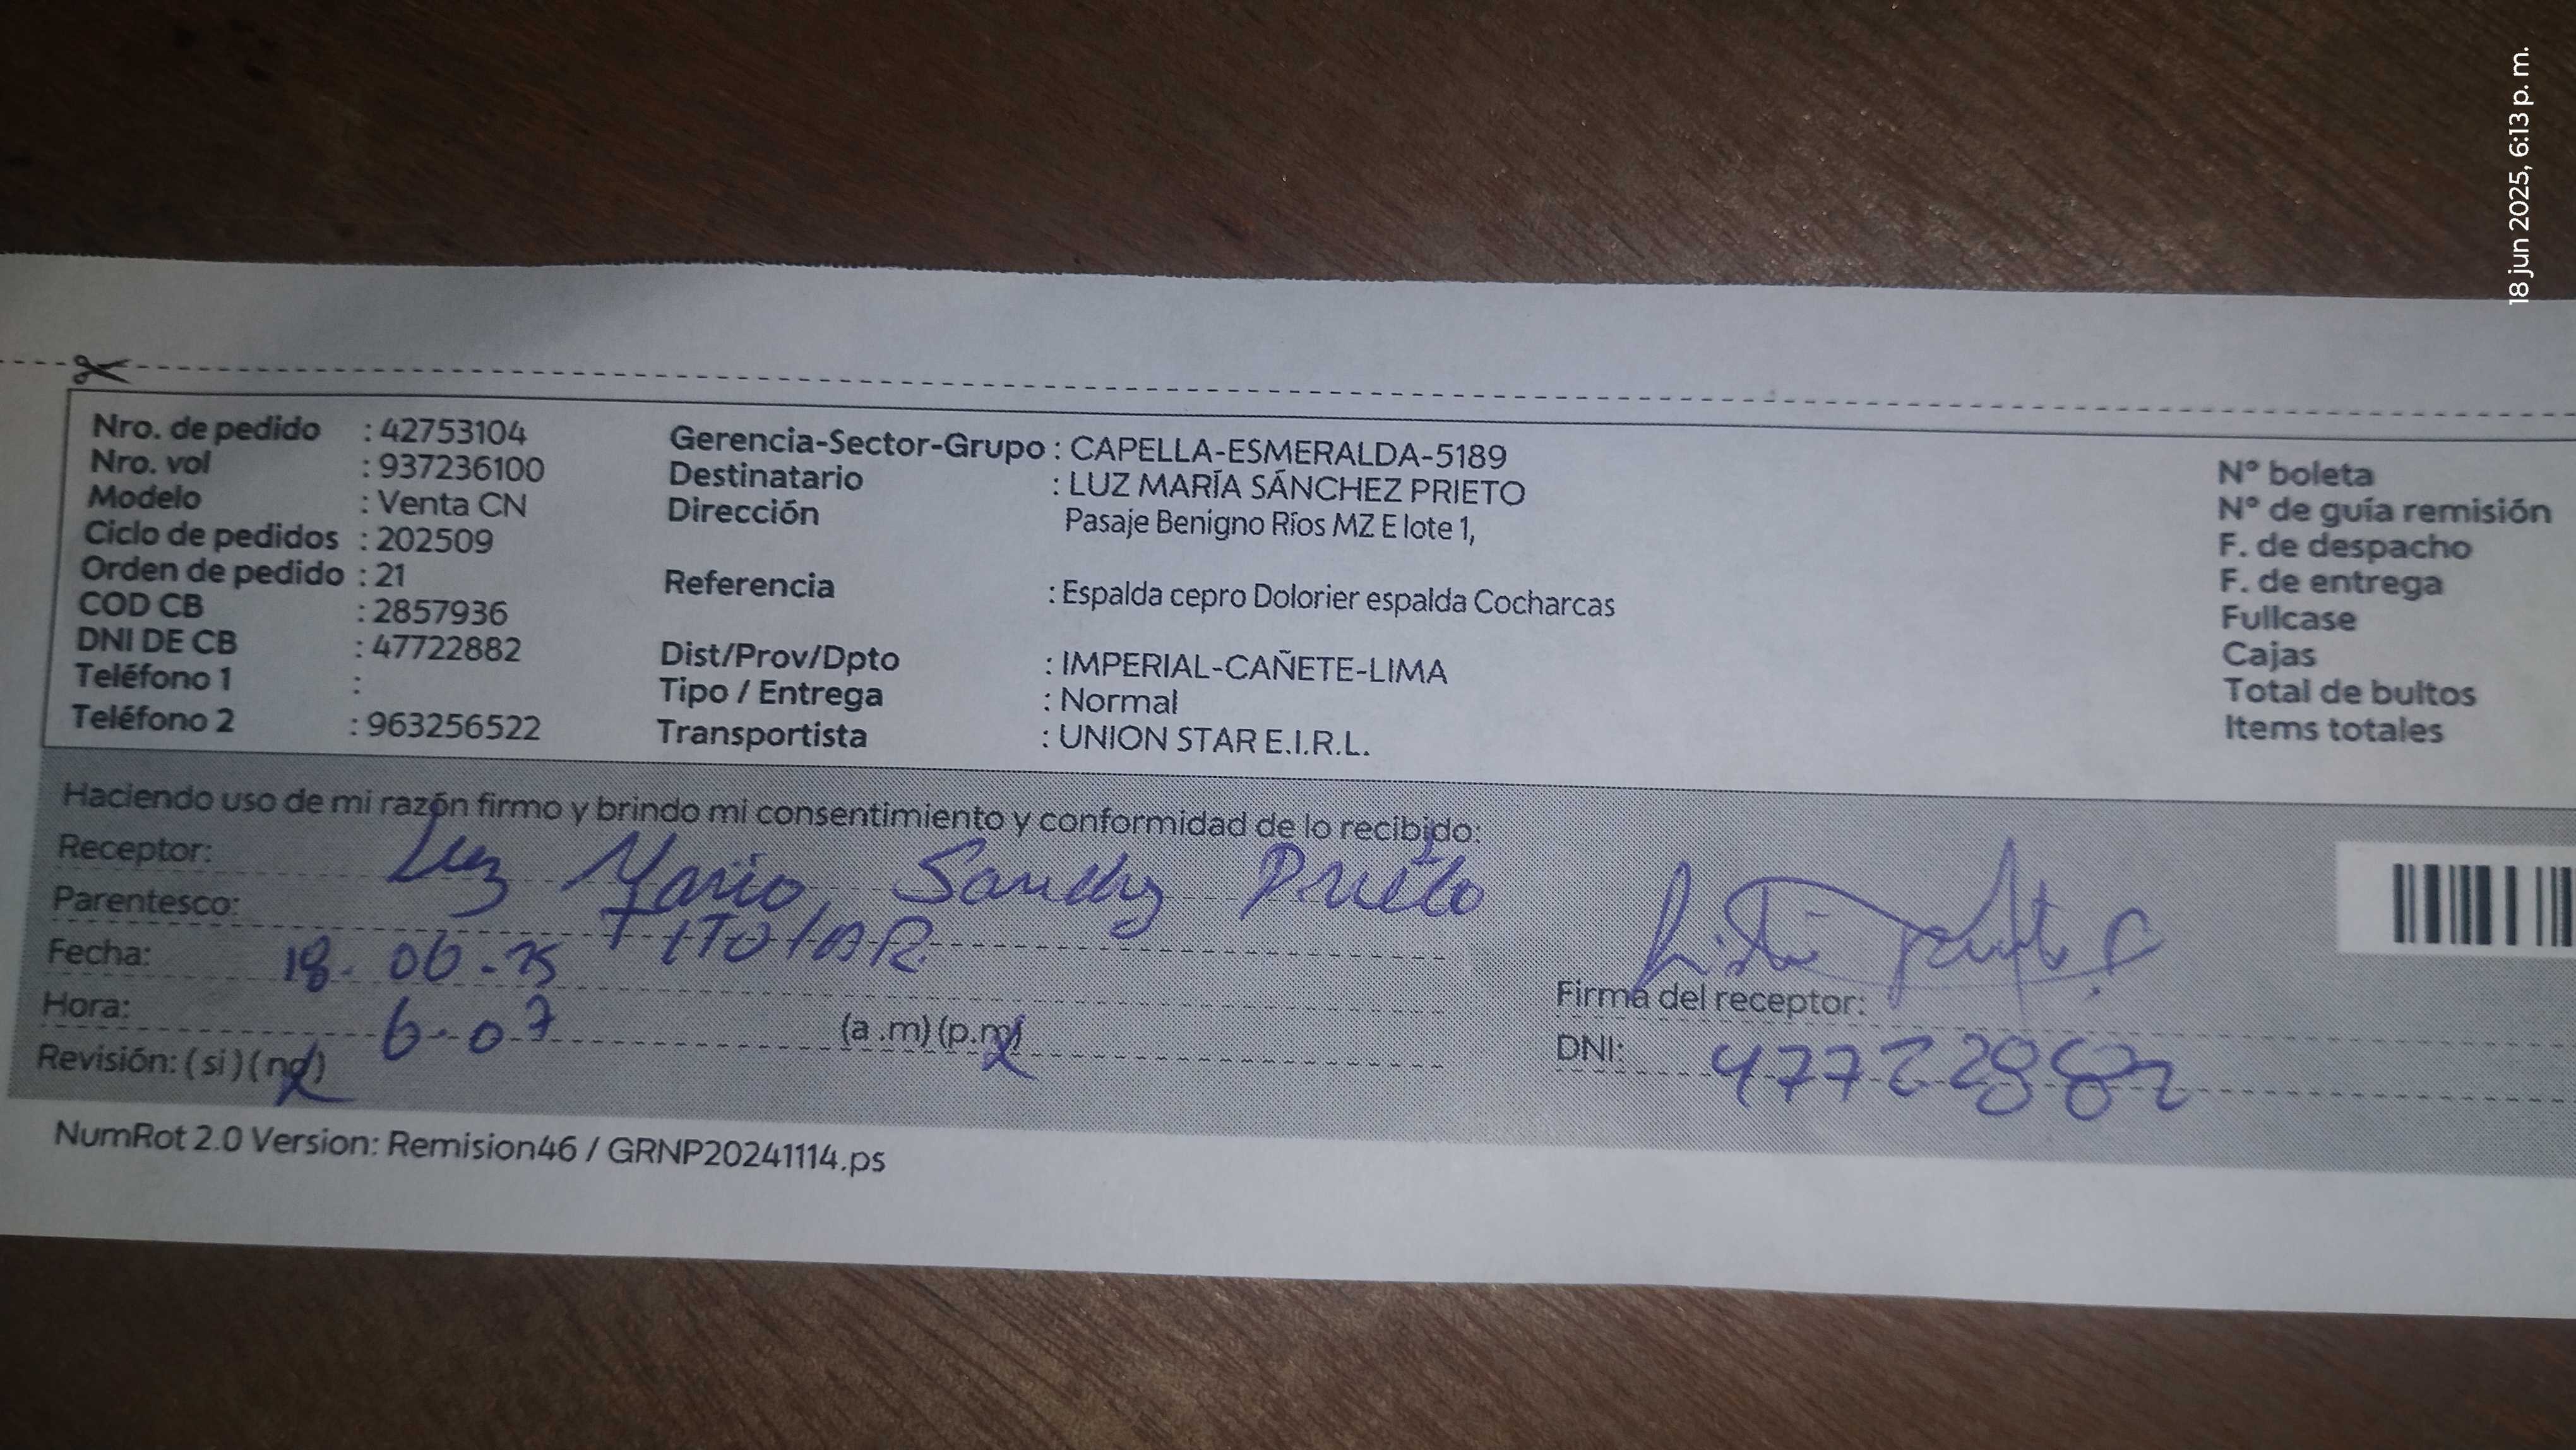 18 jun 2025, 6:13 p. m.
Nro. de pedido : 42753104
Nro. vol : 937236100
Modelo : Venta CN
Ciclo de pedidos : 202509
Orden de pedido : 21
COD CB : 2857936
DNI DE CB : 47722882
Teléfono 1 :
Teléfono 2 : 963256522
Gerencia-Sector-Grupo : CAPELLA-ESMERALDA-5189
Destinatario : LUZ MARÍA SÁNCHEZ PRIETO
Dirección Pasaje Benigno Ríos MZ E lote 1,
Referencia : Espalda cepro Dolorier espalda Cocharcas
Dist/Prov/Dpto : IMPERIAL-CAÑETE-LIMA
Tipo / Entrega : Normal
Transportista : UNION STAR E.I.R.L.
N° boleta
N° de guía remisión
F. de despacho
F. de entrega
Fullcase
Cajas
Total de bultos
Items totales
Haciendo uso de mi razón firmo y brindo mi consentimiento y conformidad de lo recibido:
Receptor: Luz Maria Sanchez Prieto
Parentesco: TITOLAR
Fecha: 18-06-25
Hora: 6-07 (a.m) (p.m)
Revisión: (si) (no)
Firma del receptor:
DNI: 47722882
NumRot 2.0 Version: Remision46 / GRNP20241114.ps